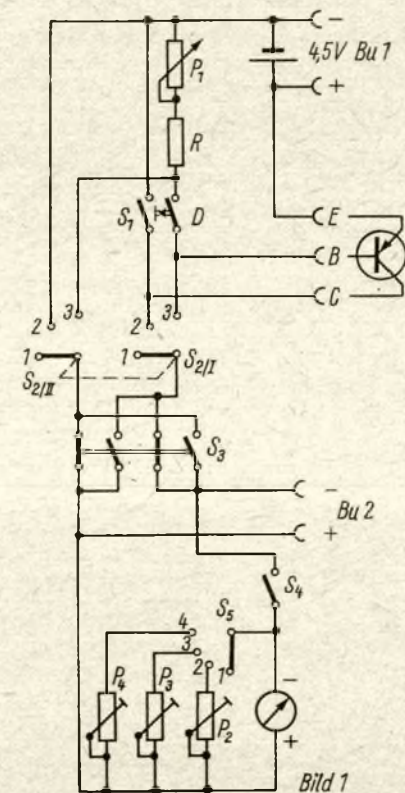 −
4,5V Bu 1
+
P1
R
S1 D
E
B
C
2 3 2 3
1 1 S2/I
S2/II
S3
−
Bu 2
+
S4
S5
4
3
2 1
P4 P3 P2
−
+
Bild 1